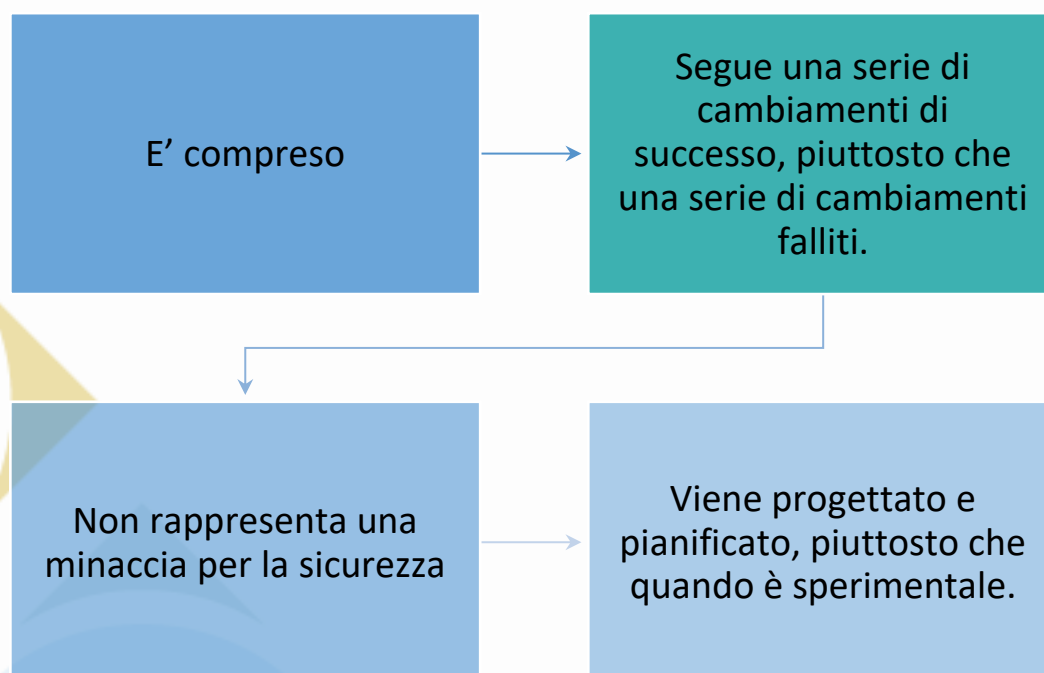 E’ compreso
Segue una serie di
cambiamenti di
successo, piuttosto che
una serie di cambiamenti
falliti.
Non rappresenta una
minaccia per la sicurezza
Viene progettato e
pianificato, piuttosto che
quando è sperimentale.